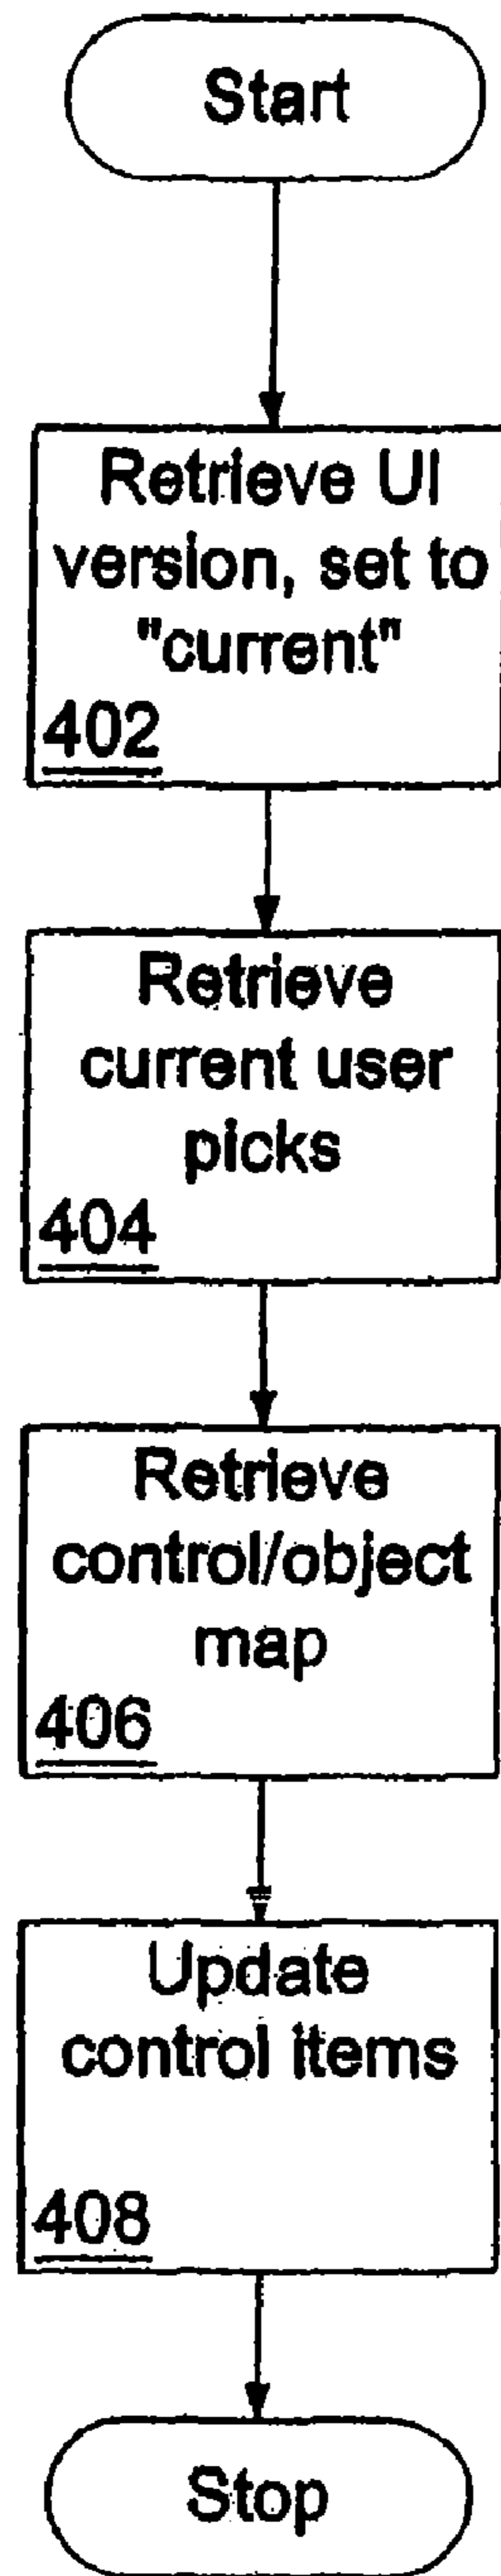 Start
Retrieve UI
version, set to
"current"
402
Retrieve
current user
picks
404
Retrieve
control/object
map
406
Update
control items
408
Stop